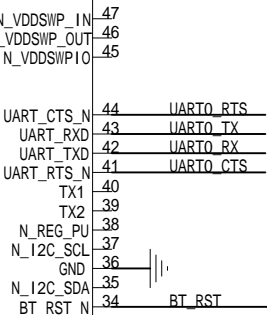 N_VDDSWP_IN 47
_VDDSWP_OUT 46
N_VDDSWPIO 45
UART_CTS_N 44 UART0_RTS
UART_RXD 43 UART0_TX
UART_TXD 42 UART0_RX
UART_RTS_N 41 UART0_CTS
TX1 40
TX2 39
N_REG_PU 38
N_I2C_SCL 37
GND 36
N_I2C_SDA 35
BT_RST_N 34 BT_RST